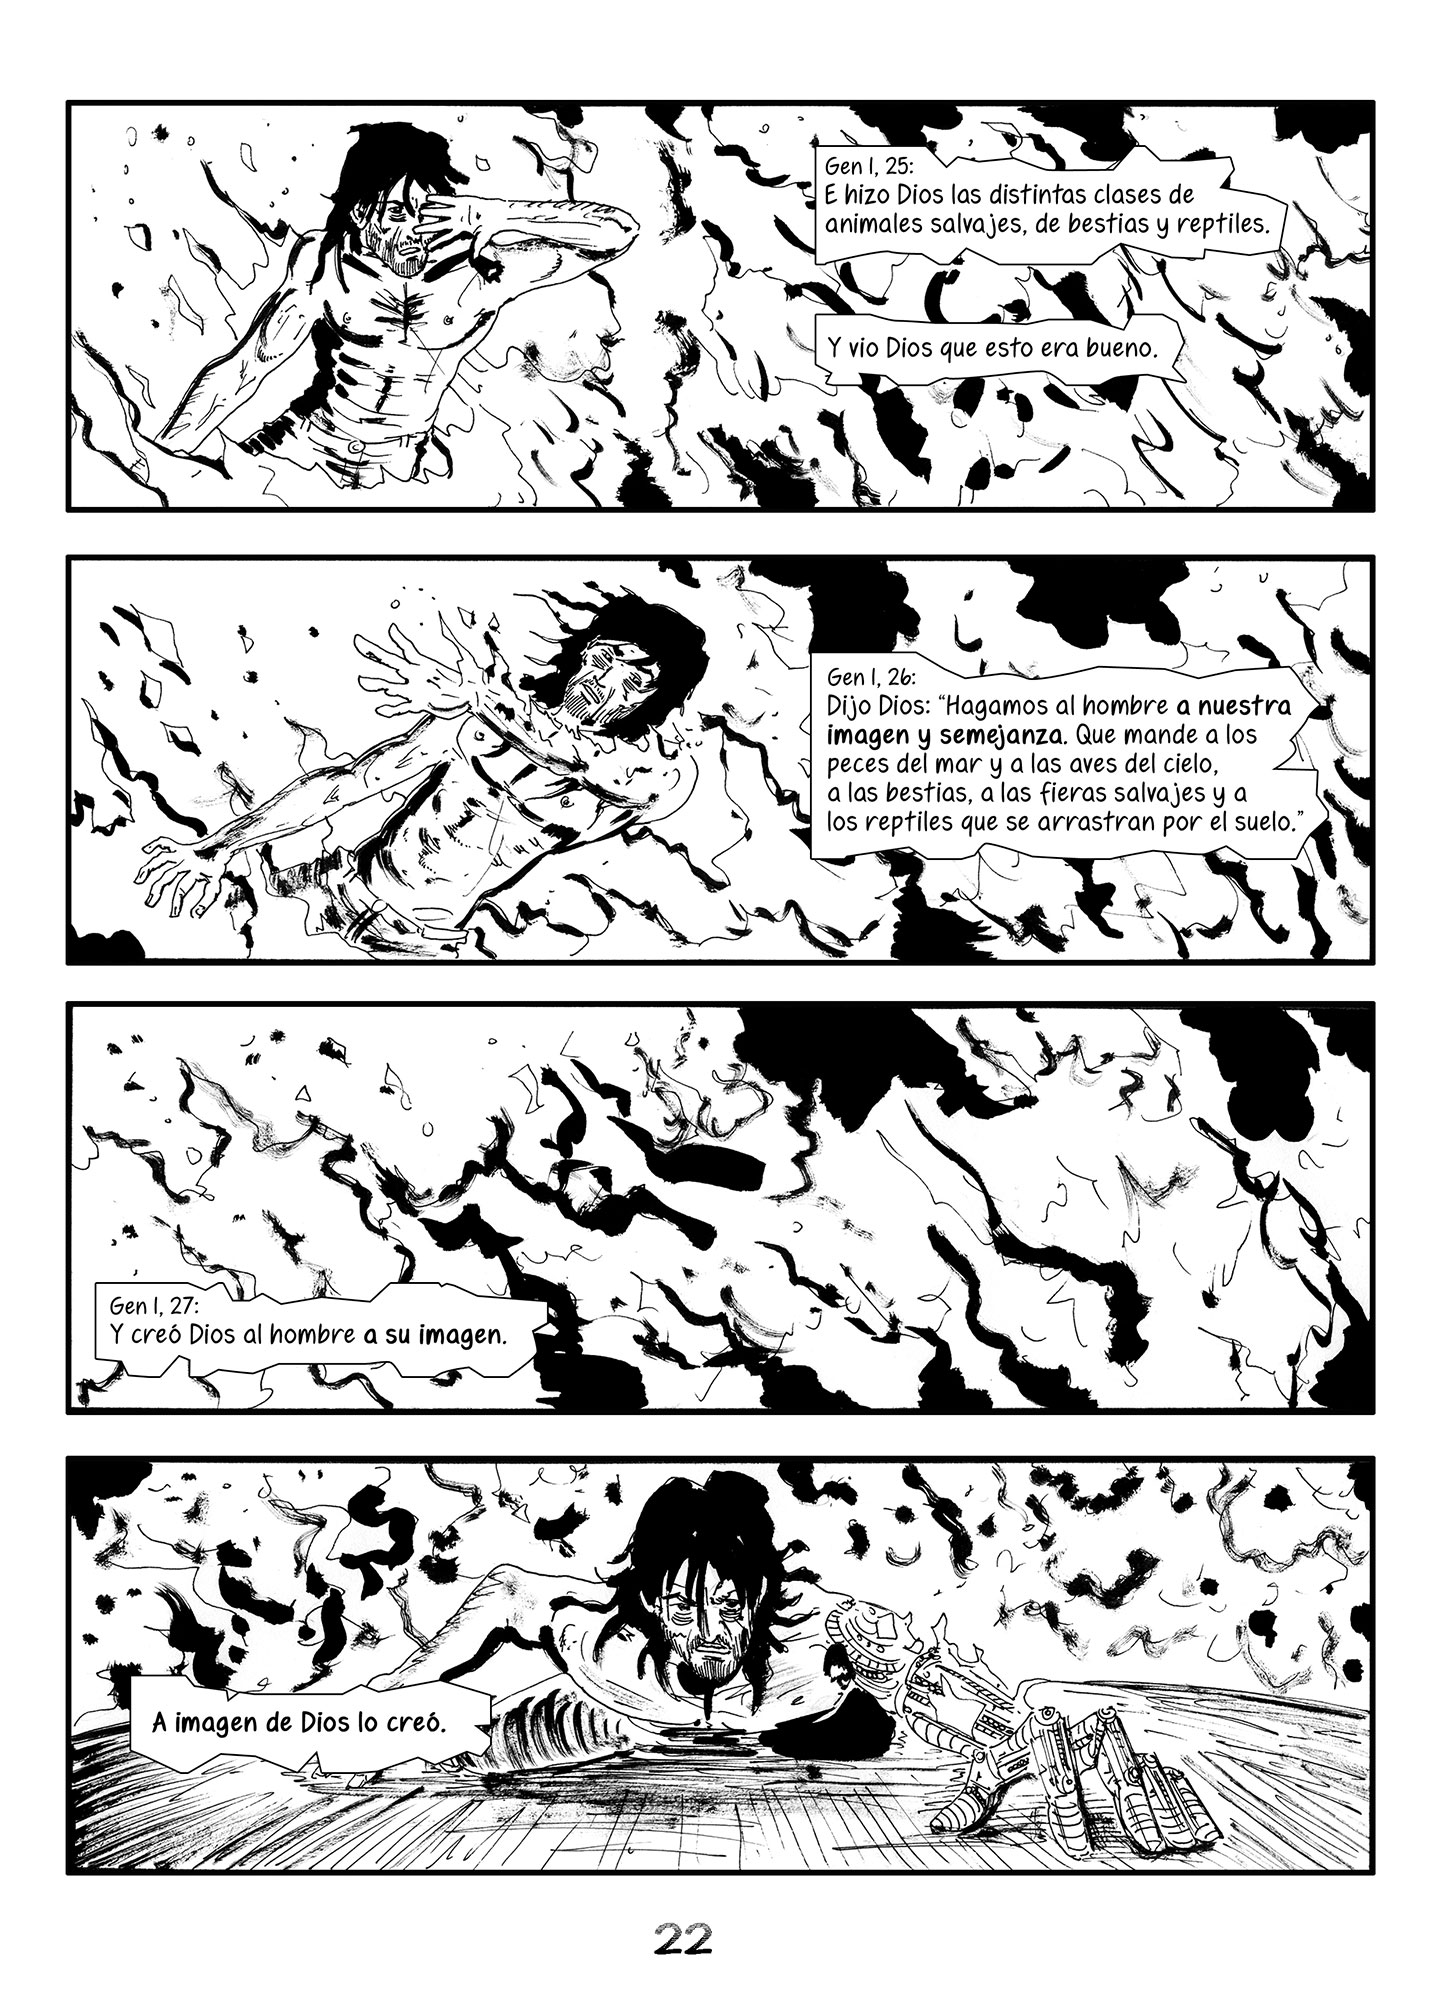 Gen 1, 25:
E hizo Dios las distintas clases de
animales salvajes, de bestias y reptiles.
Y vio Dios que esto era bueno.
Gen 1, 26:
Dijo Dios: “Hagamos al hombre a nuestra
imagen y semejanza. Que mande a los
peces del mar y a las aves del cielo,
a las bestias, a las fieras salvajes y a
los reptiles que se arrastran por el suelo.”
Gen 1, 27:
Y creó Dios al hombre a su imagen.
A imagen de Dios lo creó.
22